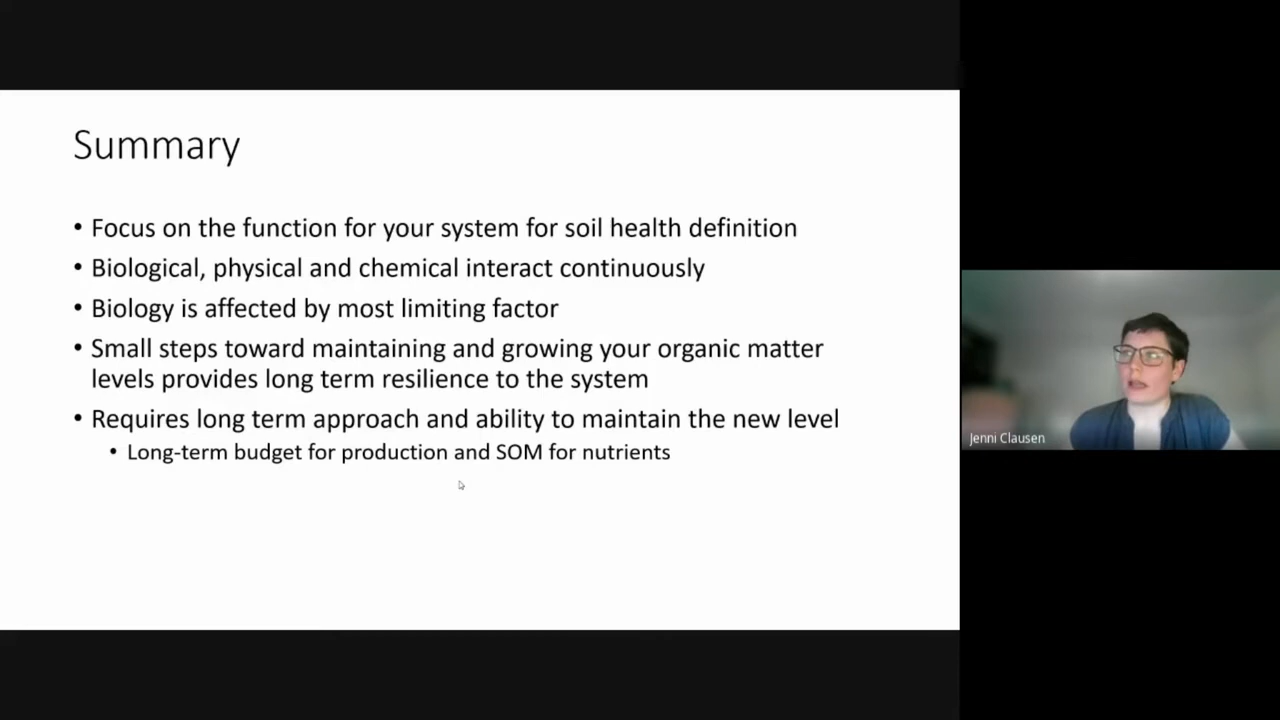 Summary
• Focus on the function for your system for soil health definition
• Biological, physical and chemical interact continuously
• Biology is affected by most limiting factor
• Small steps toward maintaining and growing your organic matter
levels provides long term resilience to the system
• Requires long term approach and ability to maintain the new level
• Long-term budget for production and SOM for nutrients
Jenni Clausen